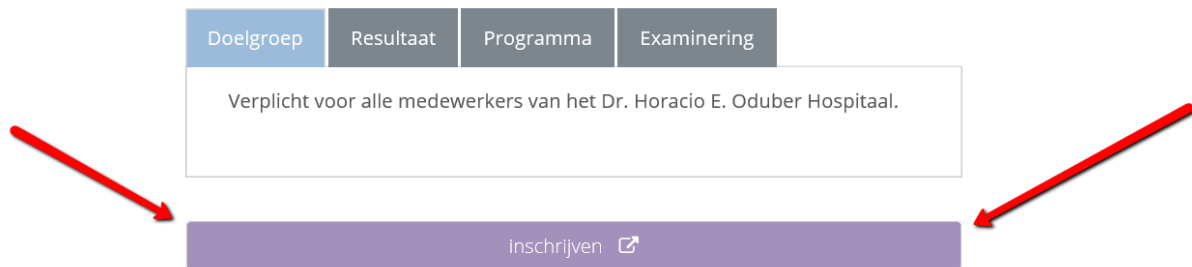 Doelgroep Resultaat Programma Examinering
Verplicht voor alle medewerkers van het Dr. Horacio E. Oduber Hospitaal.
inschrijven